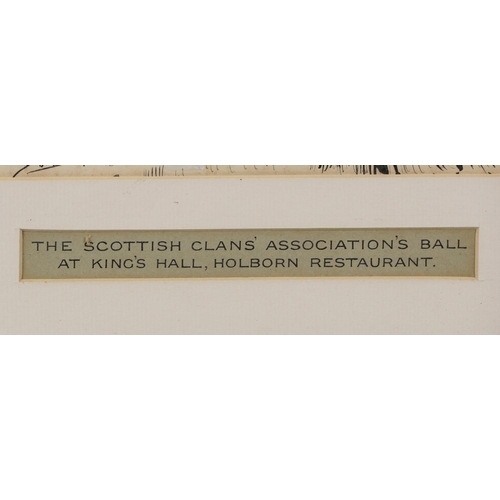 THE SCOTTISH CLANS' ASSOCIATION'S BALL
AT KING'S HALL, HOLBORN RESTAURANT.